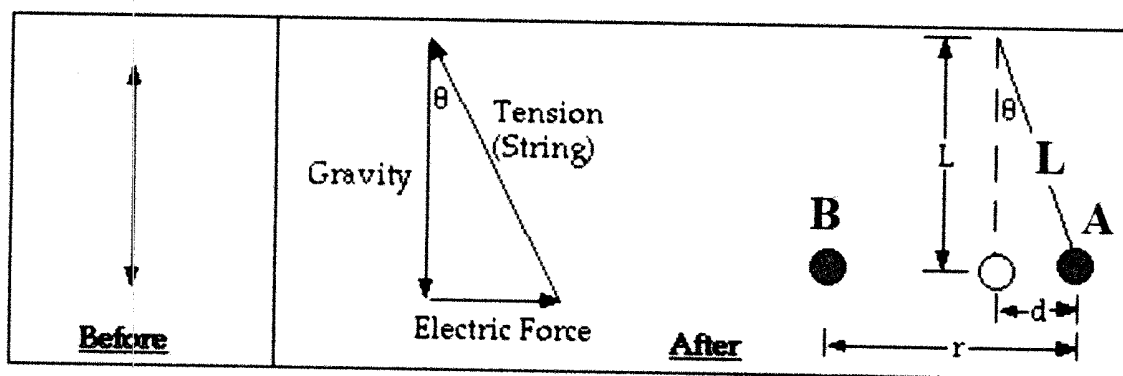 Before
θ
Tension
(String)
Gravity
Electric Force
After
θ
L
L
B
A
d
r